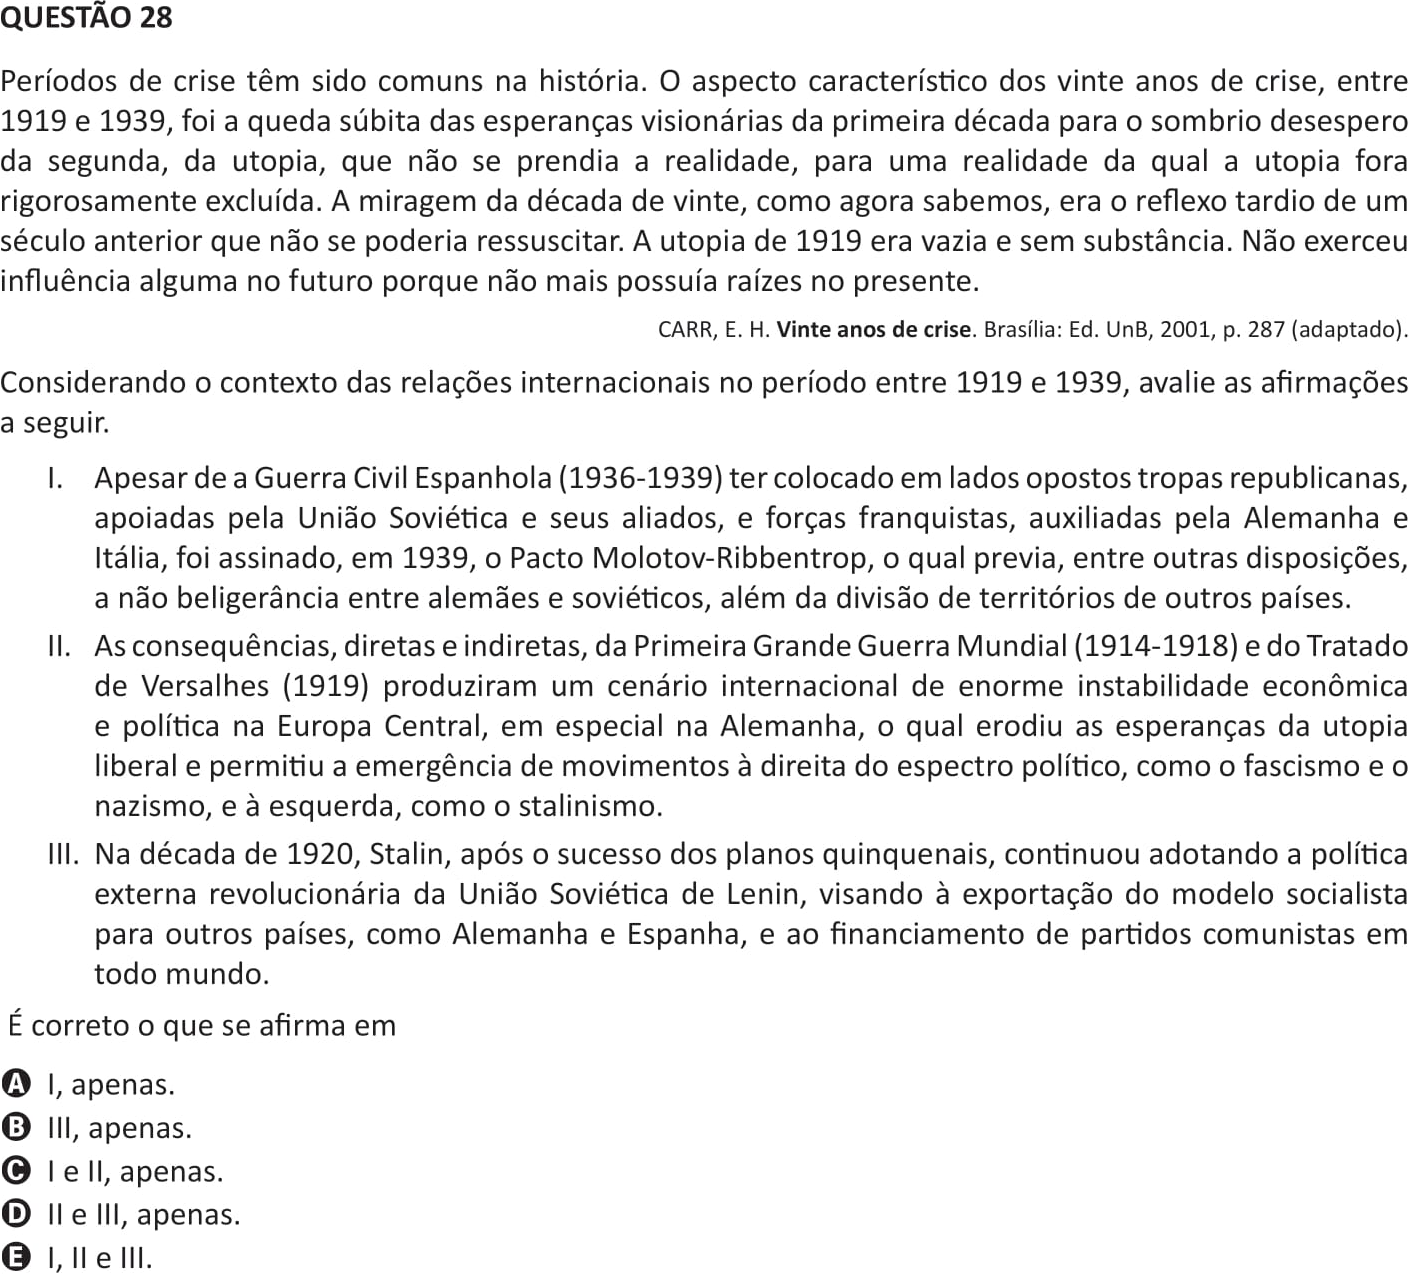 QUESTÃO 28
Períodos de crise têm sido comuns na história. O aspecto característico dos vinte anos de crise, entre
1919 e 1939, foi a queda súbita das esperanças visionárias da primeira década para o sombrio desespero
da segunda, da utopia, que não se prendia a realidade, para uma realidade da qual a utopia fora
rigorosamente excluída. A miragem da década de vinte, como agora sabemos, era o reflexo tardio de um
século anterior que não se poderia ressuscitar. A utopia de 1919 era vazia e sem substância. Não exerceu
influência alguma no futuro porque não mais possuía raízes no presente.
CARR, E. H. Vinte anos de crise. Brasília: Ed. UnB, 2001, p. 287 (adaptado).
Considerando o contexto das relações internacionais no período entre 1919 e 1939, avalie as afirmações
a seguir.
I. Apesar de a Guerra Civil Espanhola (1936-1939) ter colocado em lados opostos tropas republicanas,
apoiadas pela União Soviética e seus aliados, e forças franquistas, auxiliadas pela Alemanha e
Itália, foi assinado, em 1939, o Pacto Molotov-Ribbentrop, o qual previa, entre outras disposições,
a não beligerância entre alemães e soviéticos, além da divisão de territórios de outros países.
II. As consequências, diretas e indiretas, da Primeira Grande Guerra Mundial (1914-1918) e do Tratado
de Versalhes (1919) produziram um cenário internacional de enorme instabilidade econômica
e política na Europa Central, em especial na Alemanha, o qual erodiu as esperanças da utopia
liberal e permitiu a emergência de movimentos à direita do espectro político, como o fascismo e o
nazismo, e à esquerda, como o stalinismo.
III. Na década de 1920, Stalin, após o sucesso dos planos quinquenais, continuou adotando a política
externa revolucionária da União Soviética de Lenin, visando à exportação do modelo socialista
para outros países, como Alemanha e Espanha, e ao financiamento de partidos comunistas em
todo mundo.
É correto o que se afirma em
A I, apenas.
B III, apenas.
C I e II, apenas.
D II e III, apenas.
E I, II e III.